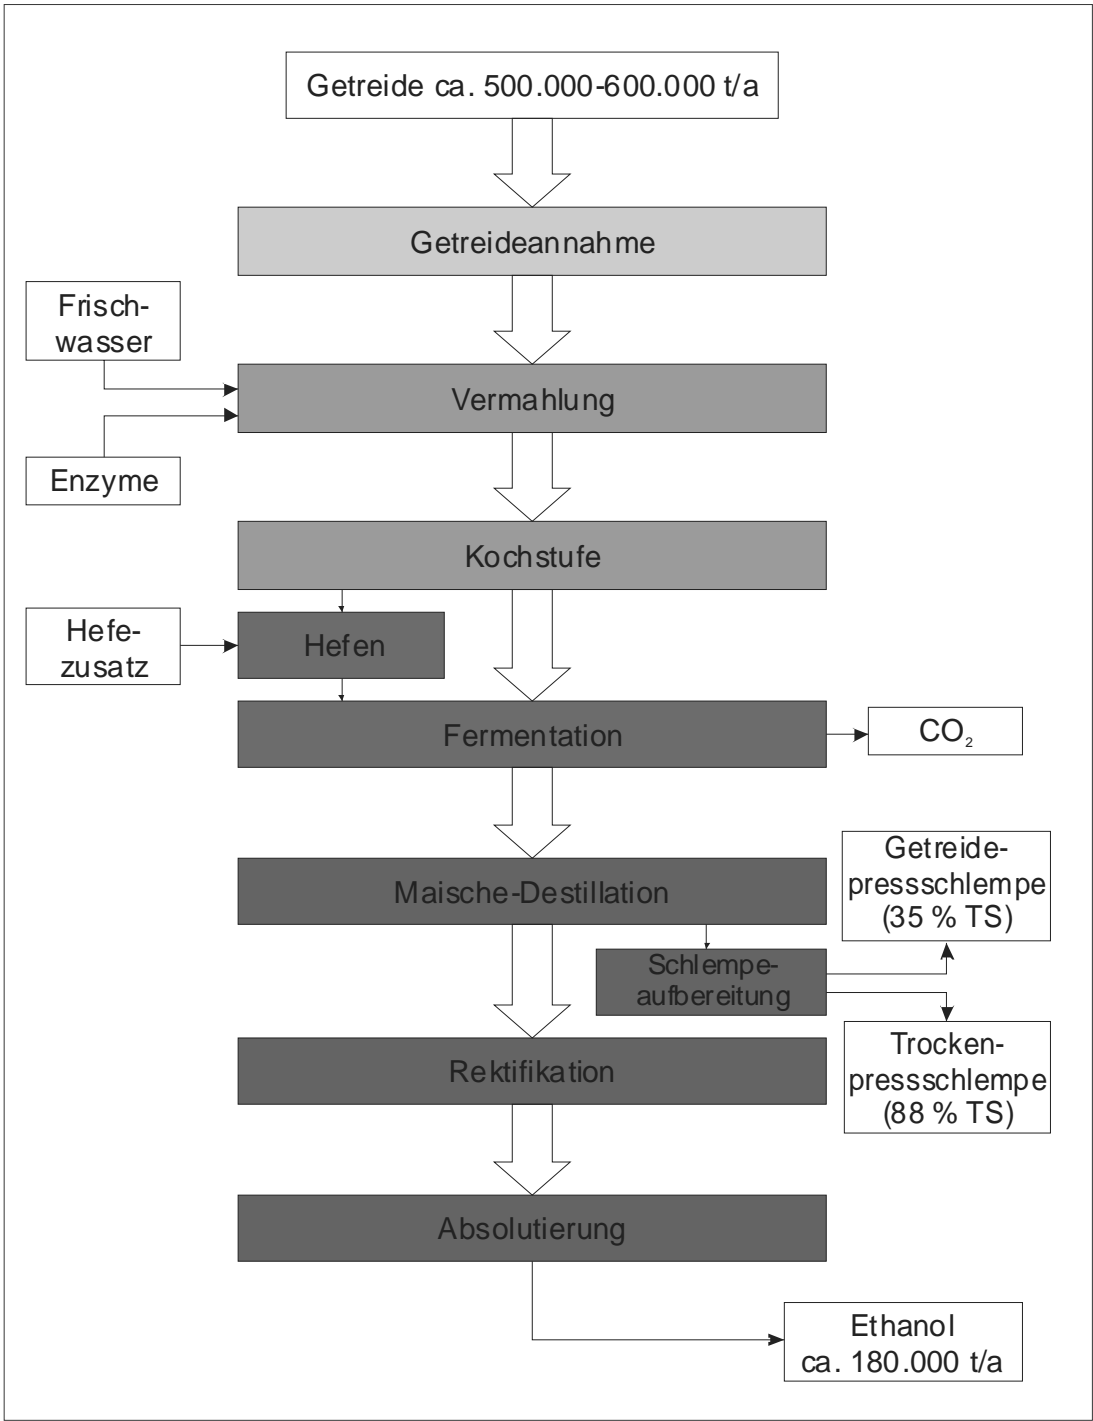 Getreide ca. 500.000-600.000 t/a
Getreideannahme
Frisch-
wasser
Vermahlung
Enzyme
Kochstufe
Hefe-
zusatz
Hefen
Fermentation
CO₂
Maische-Destillation
Getreide-
pressschlempe
(35 % TS)
Schlempe-
aufbereitung
Trocken-
pressschlempe
(88 % TS)
Rektifikation
Absolutierung
Ethanol
ca. 180.000 t/a